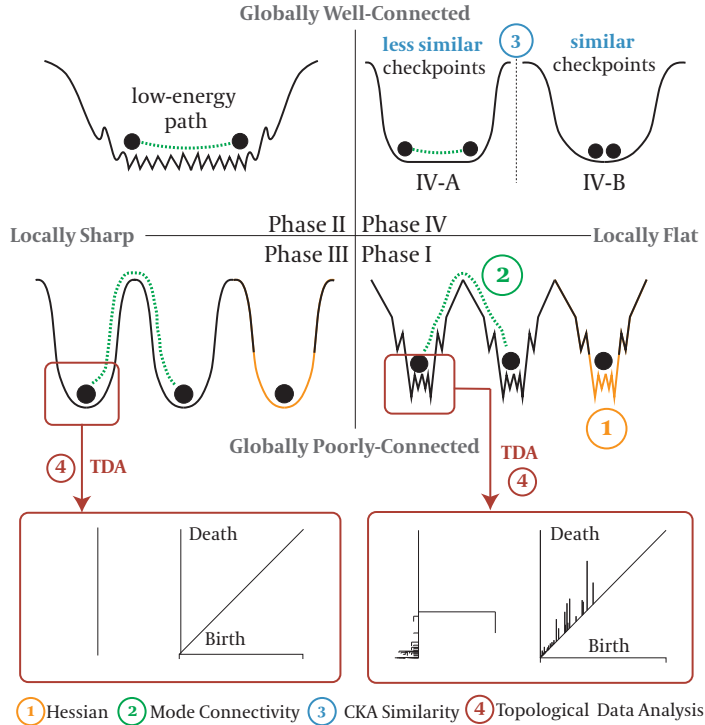 Globally Well-Connected
less similar
checkpoints
3
similar
checkpoints
low-energy
path
IV-A
IV-B
Phase II
Phase IV
Locally Sharp
Locally Flat
Phase III
Phase I
2
1
Globally Poorly-Connected
4 TDA
TDA
4
Death
Birth
Death
Birth
1 Hessian 2 Mode Connectivity 3 CKA Similarity 4 Topological Data Analysis